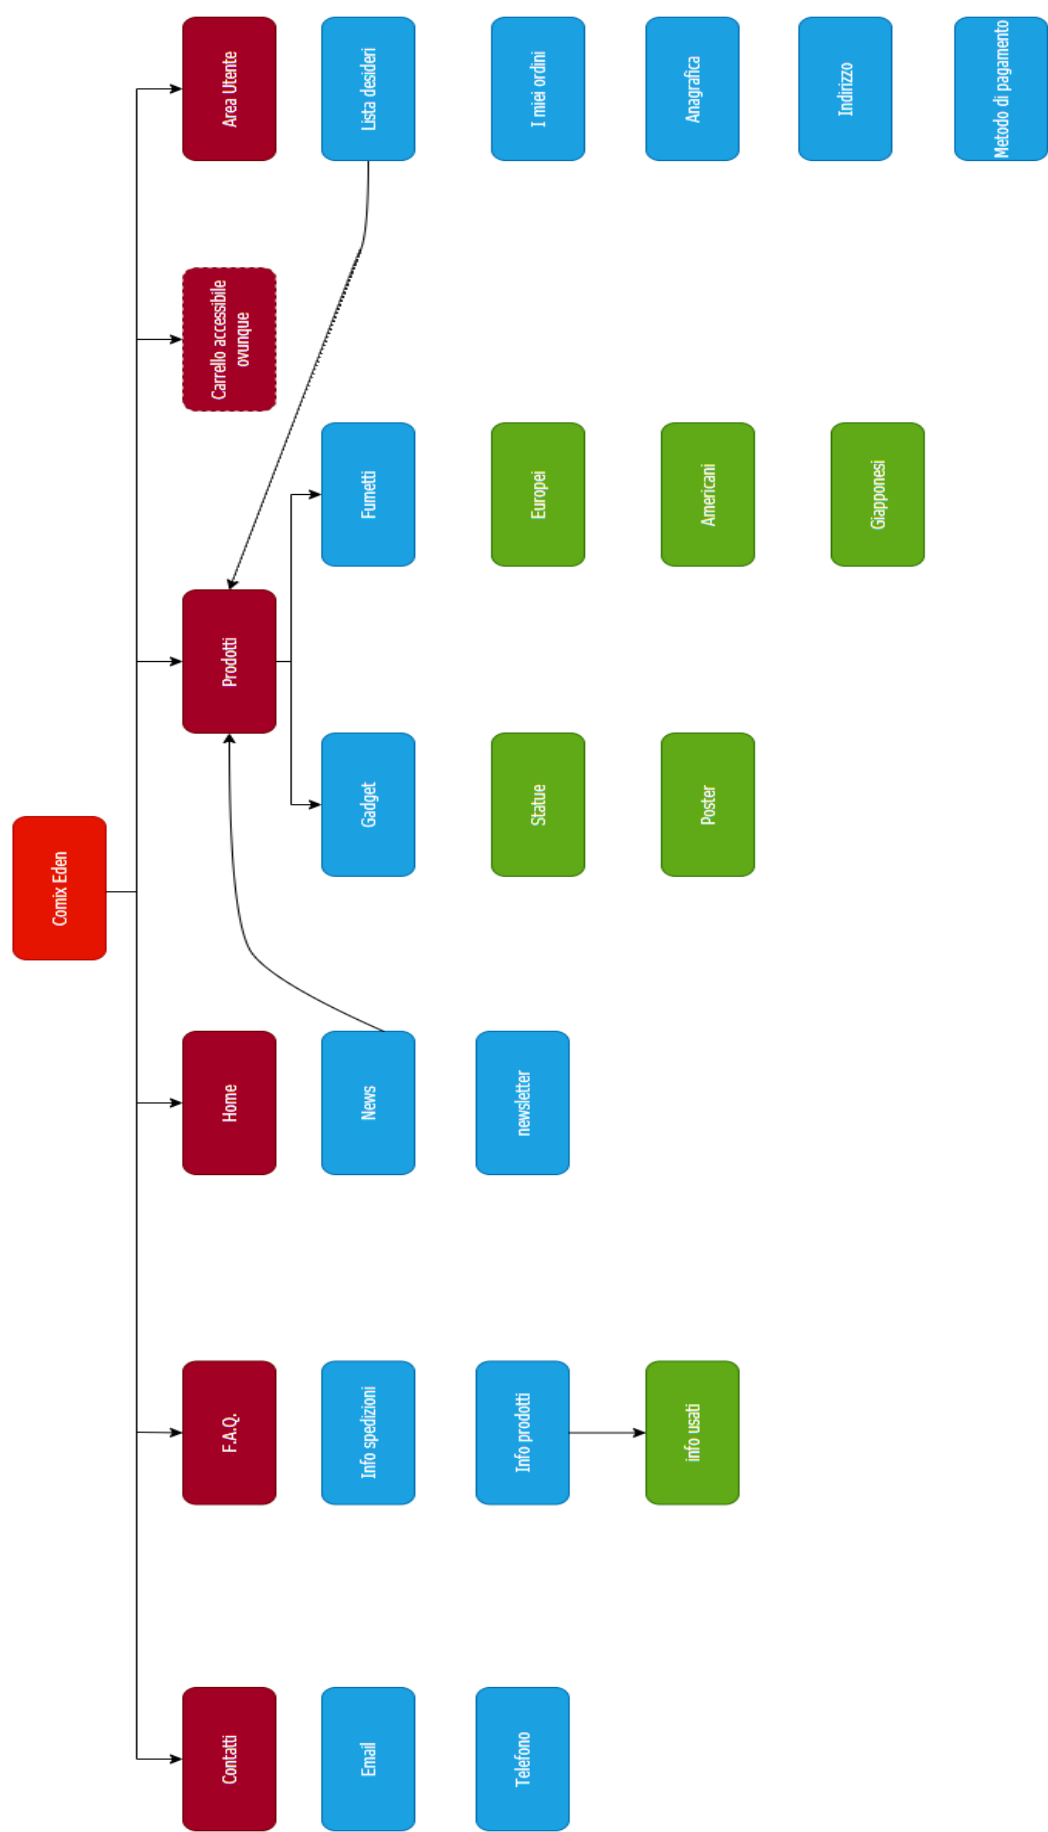 Comix Eden
Contatti
F.A.Q.
Home
Prodotti
Carrello accessibile
ovunque
Area Utente
Email
Info spedizioni
News
Gadget
Fumetti
Lista desideri
Telefono
Info prodotti
newsletter
Statue
Europei
I miei ordini
info usati
Poster
Americani
Anagrafica
Giapponesi
Indirizzo
Metodo di pagamento